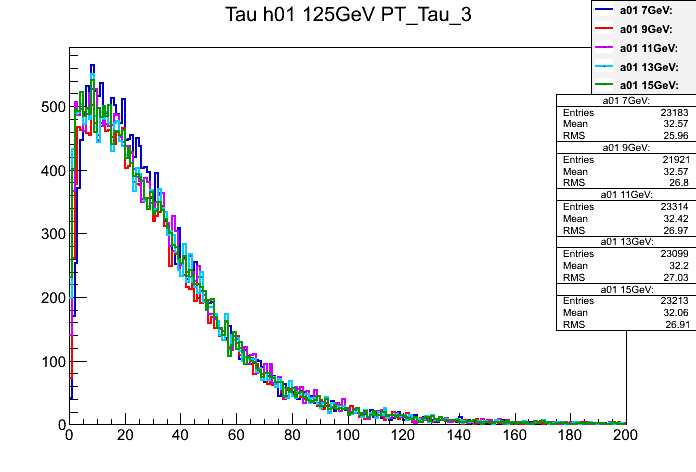 Tau h01 125GeV PT_Tau_3
a01 7GeV:
a01 9GeV:
a01 11GeV:
a01 13GeV:
a01 15GeV:
a01 7GeV:
Entries 23183
Mean 32.57
RMS 25.96
a01 9GeV:
Entries 21921
Mean 32.57
RMS 26.8
a01 11GeV:
Entries 23314
Mean 32.42
RMS 26.97
a01 13GeV:
Entries 23099
Mean 32.2
RMS 27.03
a01 15GeV:
Entries 23213
Mean 32.06
RMS 26.91
500
400
300
200
100
0
0 20 40 60 80 100 120 140 160 180 200